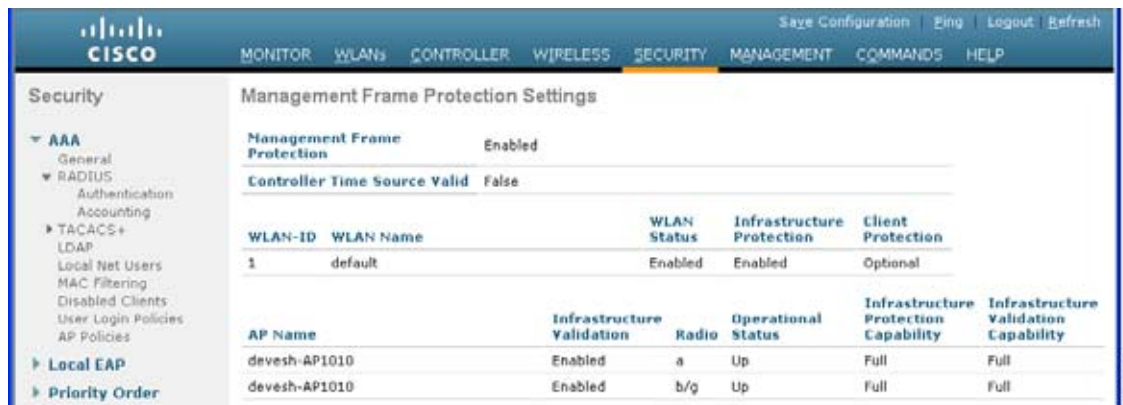 Save Configuration Ping Logout Refresh
CISCO MONITOR WLANs CONTROLLER WIRELESS SECURITY MANAGEMENT COMMANDS HELP
Security
AAA
General
RADIUS
Authentication
Accounting
TACACS+
LDAP
Local Net Users
MAC Filtering
Disabled Clients
User Login Policies
AP Policies
Local EAP
Priority Order
Management Frame Protection Settings
Management Frame Protection Enabled
Controller Time Source Valid False
WLAN-ID WLAN Name WLAN Status Infrastructure Protection Client Protection
1 default Enabled Enabled Optional
AP Name Infrastructure Validation Radio Operational Status Infrastructure Protection Capability Infrastructure Validation Capability
devesh-AP1010 Enabled a Up Full Full
devesh-AP1010 Enabled b/g Up Full Full